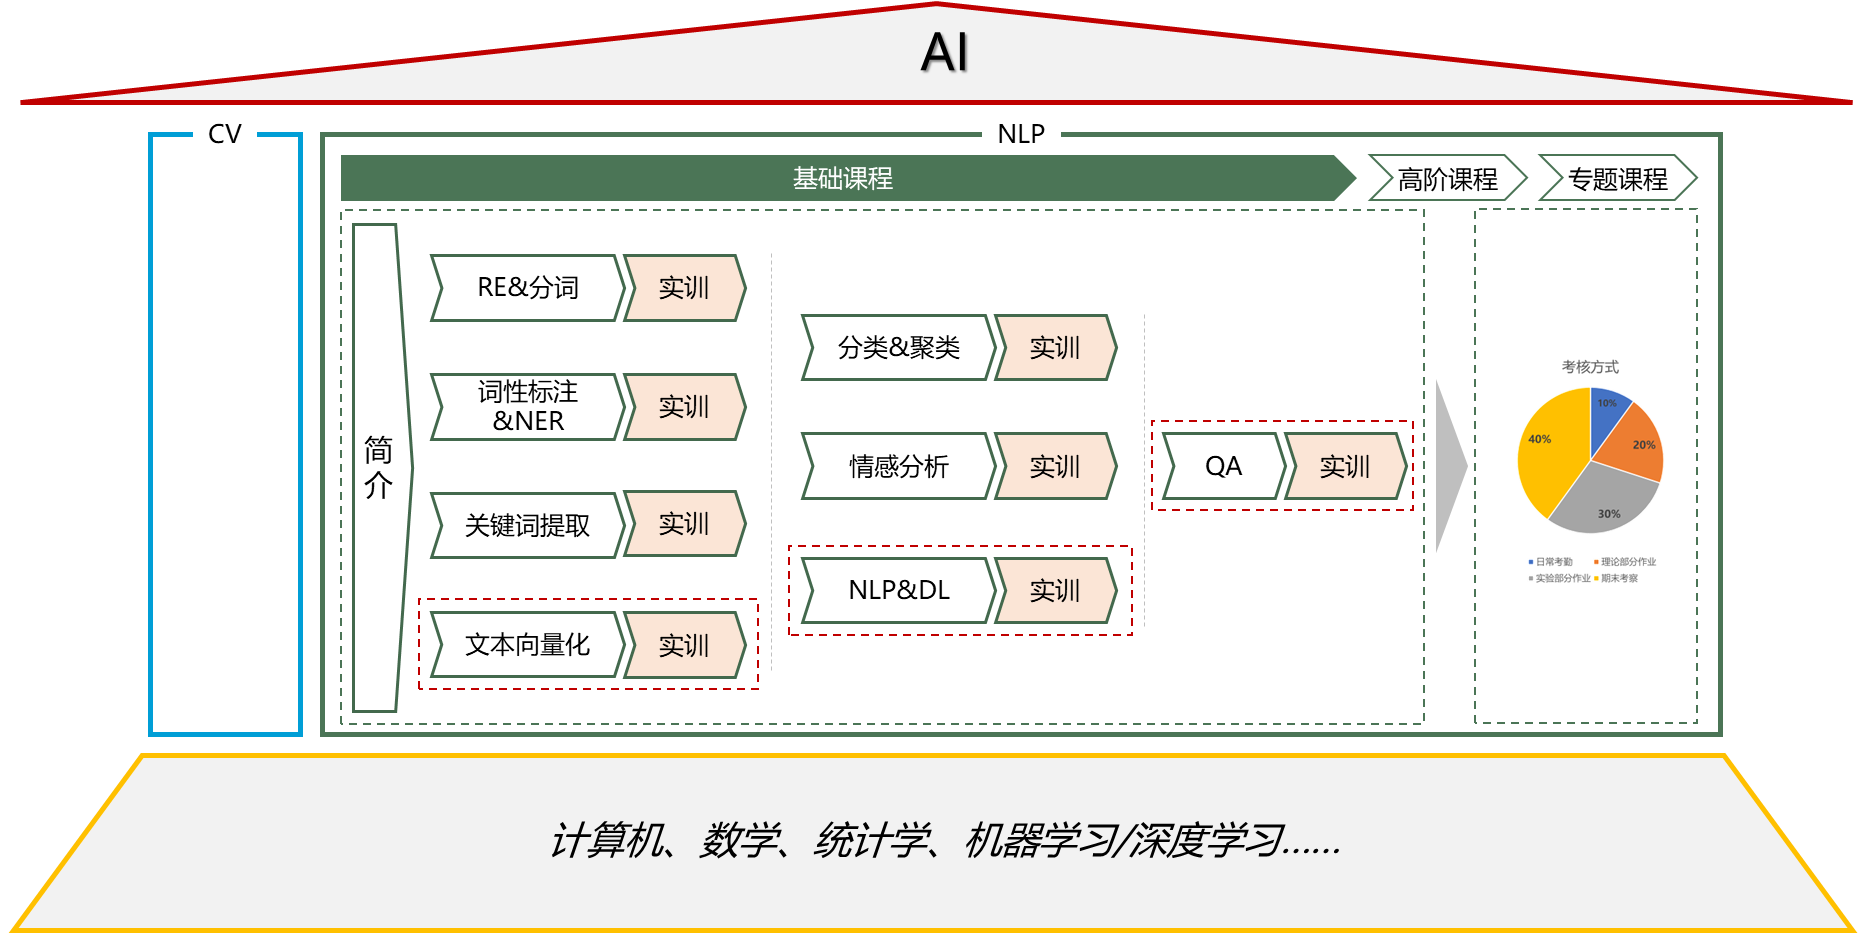 AI
CV
NLP
基础课程
高阶课程
专题课程
简
介
RE&分词
实训
词性标注
&NER
实训
关键词提取
实训
文本向量化
实训
分类&聚类
实训
情感分析
实训
NLP&DL
实训
QA
实训
考核方式
10%
20%
30%
40%
日常考勤
理论部分作业
实验部分作业
期末考察
计算机、数学、统计学、机器学习/深度学习......